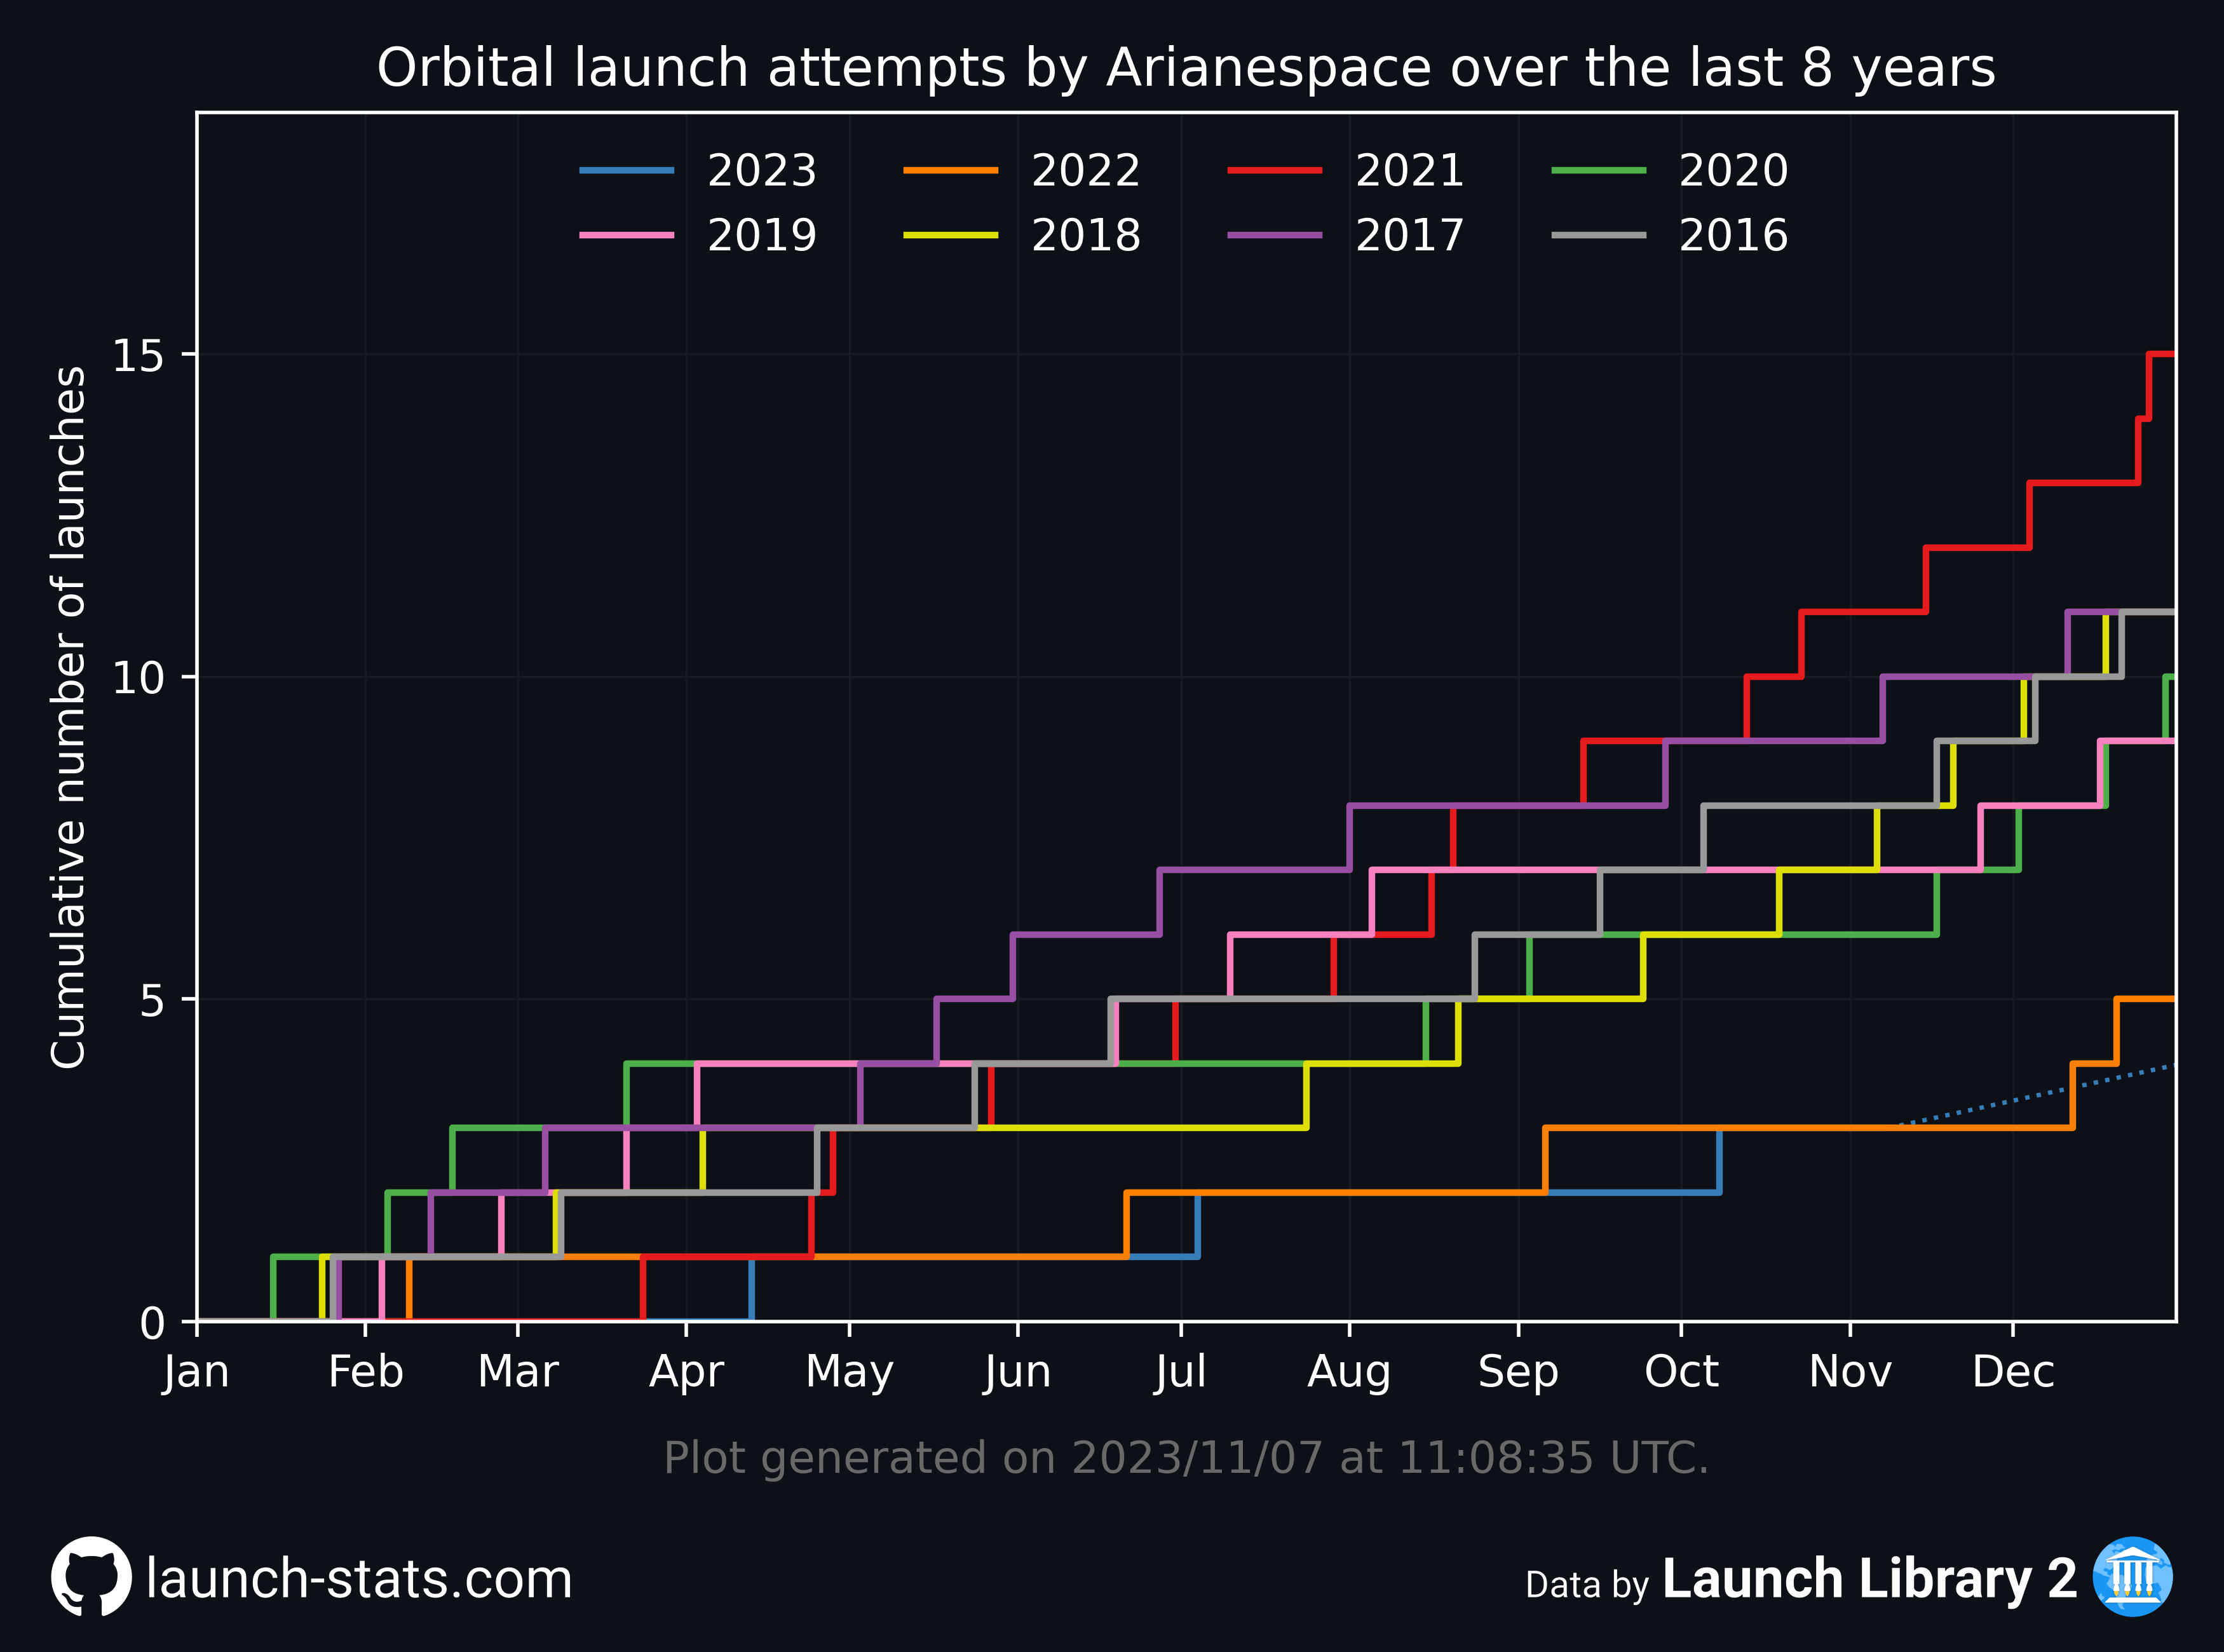 Orbital launch attempts by Arianespace over the last 8 years
2023 2022 2021 2020
2019 2018 2017 2016
Cumulative number of launches
15
10
5
0
Jan Feb Mar Apr May Jun Jul Aug Sep Oct Nov Dec
Plot generated on 2023/11/07 at 11:08:35 UTC.
launch-stats.com
Data by Launch Library 2